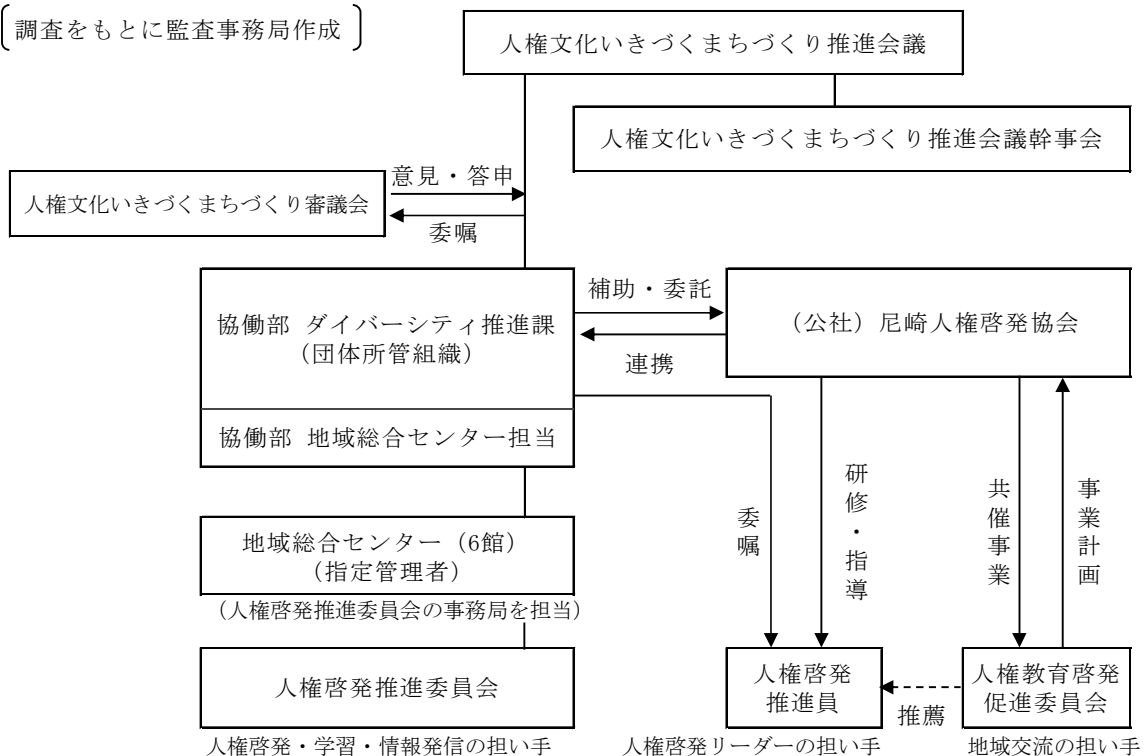 調査をもとに監査事務局作成
人権文化いきづくまちづくり推進会議
人権文化いきづくまちづくり推進会議幹事会
意見・答申
人権文化いきづくまちづくり審議会
委嘱
協働部 ダイバーシティ推進課
(団体所管組織)
協働部 地域総合センター担当
補助・委託
連携
(公社)尼崎人権啓発協会
地域総合センター(6館)
(指定管理者)
(人権啓発推進委員会の事務局を担当)
委嘱
研修・指導
共催事業
事業計画
人権啓発推進委員会
人権啓発・学習・情報発信の担い手
人権啓発
推進員
人権啓発リーダーの担い手
推薦
人権教育啓発
促進委員会
地域交流の担い手